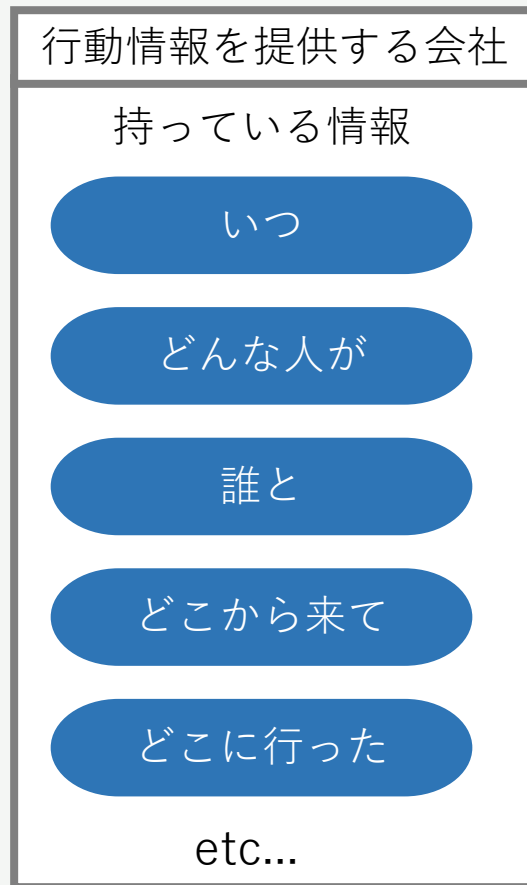 行動情報を提供する会社
持っている情報
いつ
どんな人が
誰と
どこから来て
どこに行った
etc...